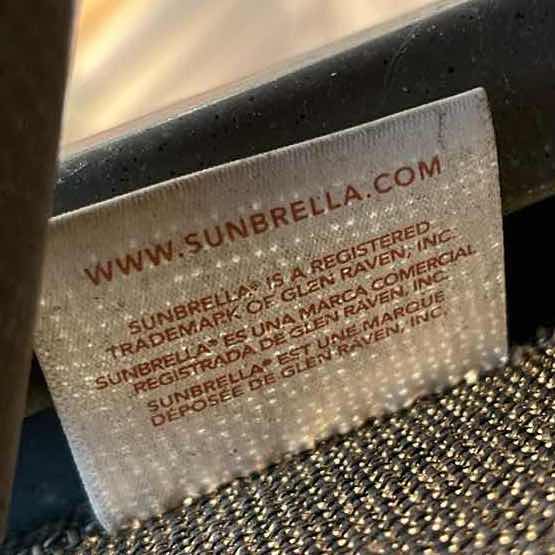 WWW.SUNBRELLA.COM
SUNBRELLA® IS A REGISTERED
TRADEMARK OF GLEN RAVEN, INC.
SUNBRELLA® ES UNA MARCA COMERCIAL
REGISTRADA DE GLEN RAVEN, INC.
SUNBRELLA® EST UNE MARQUE
DÉPOSÉE DE GLEN RAVEN, INC.